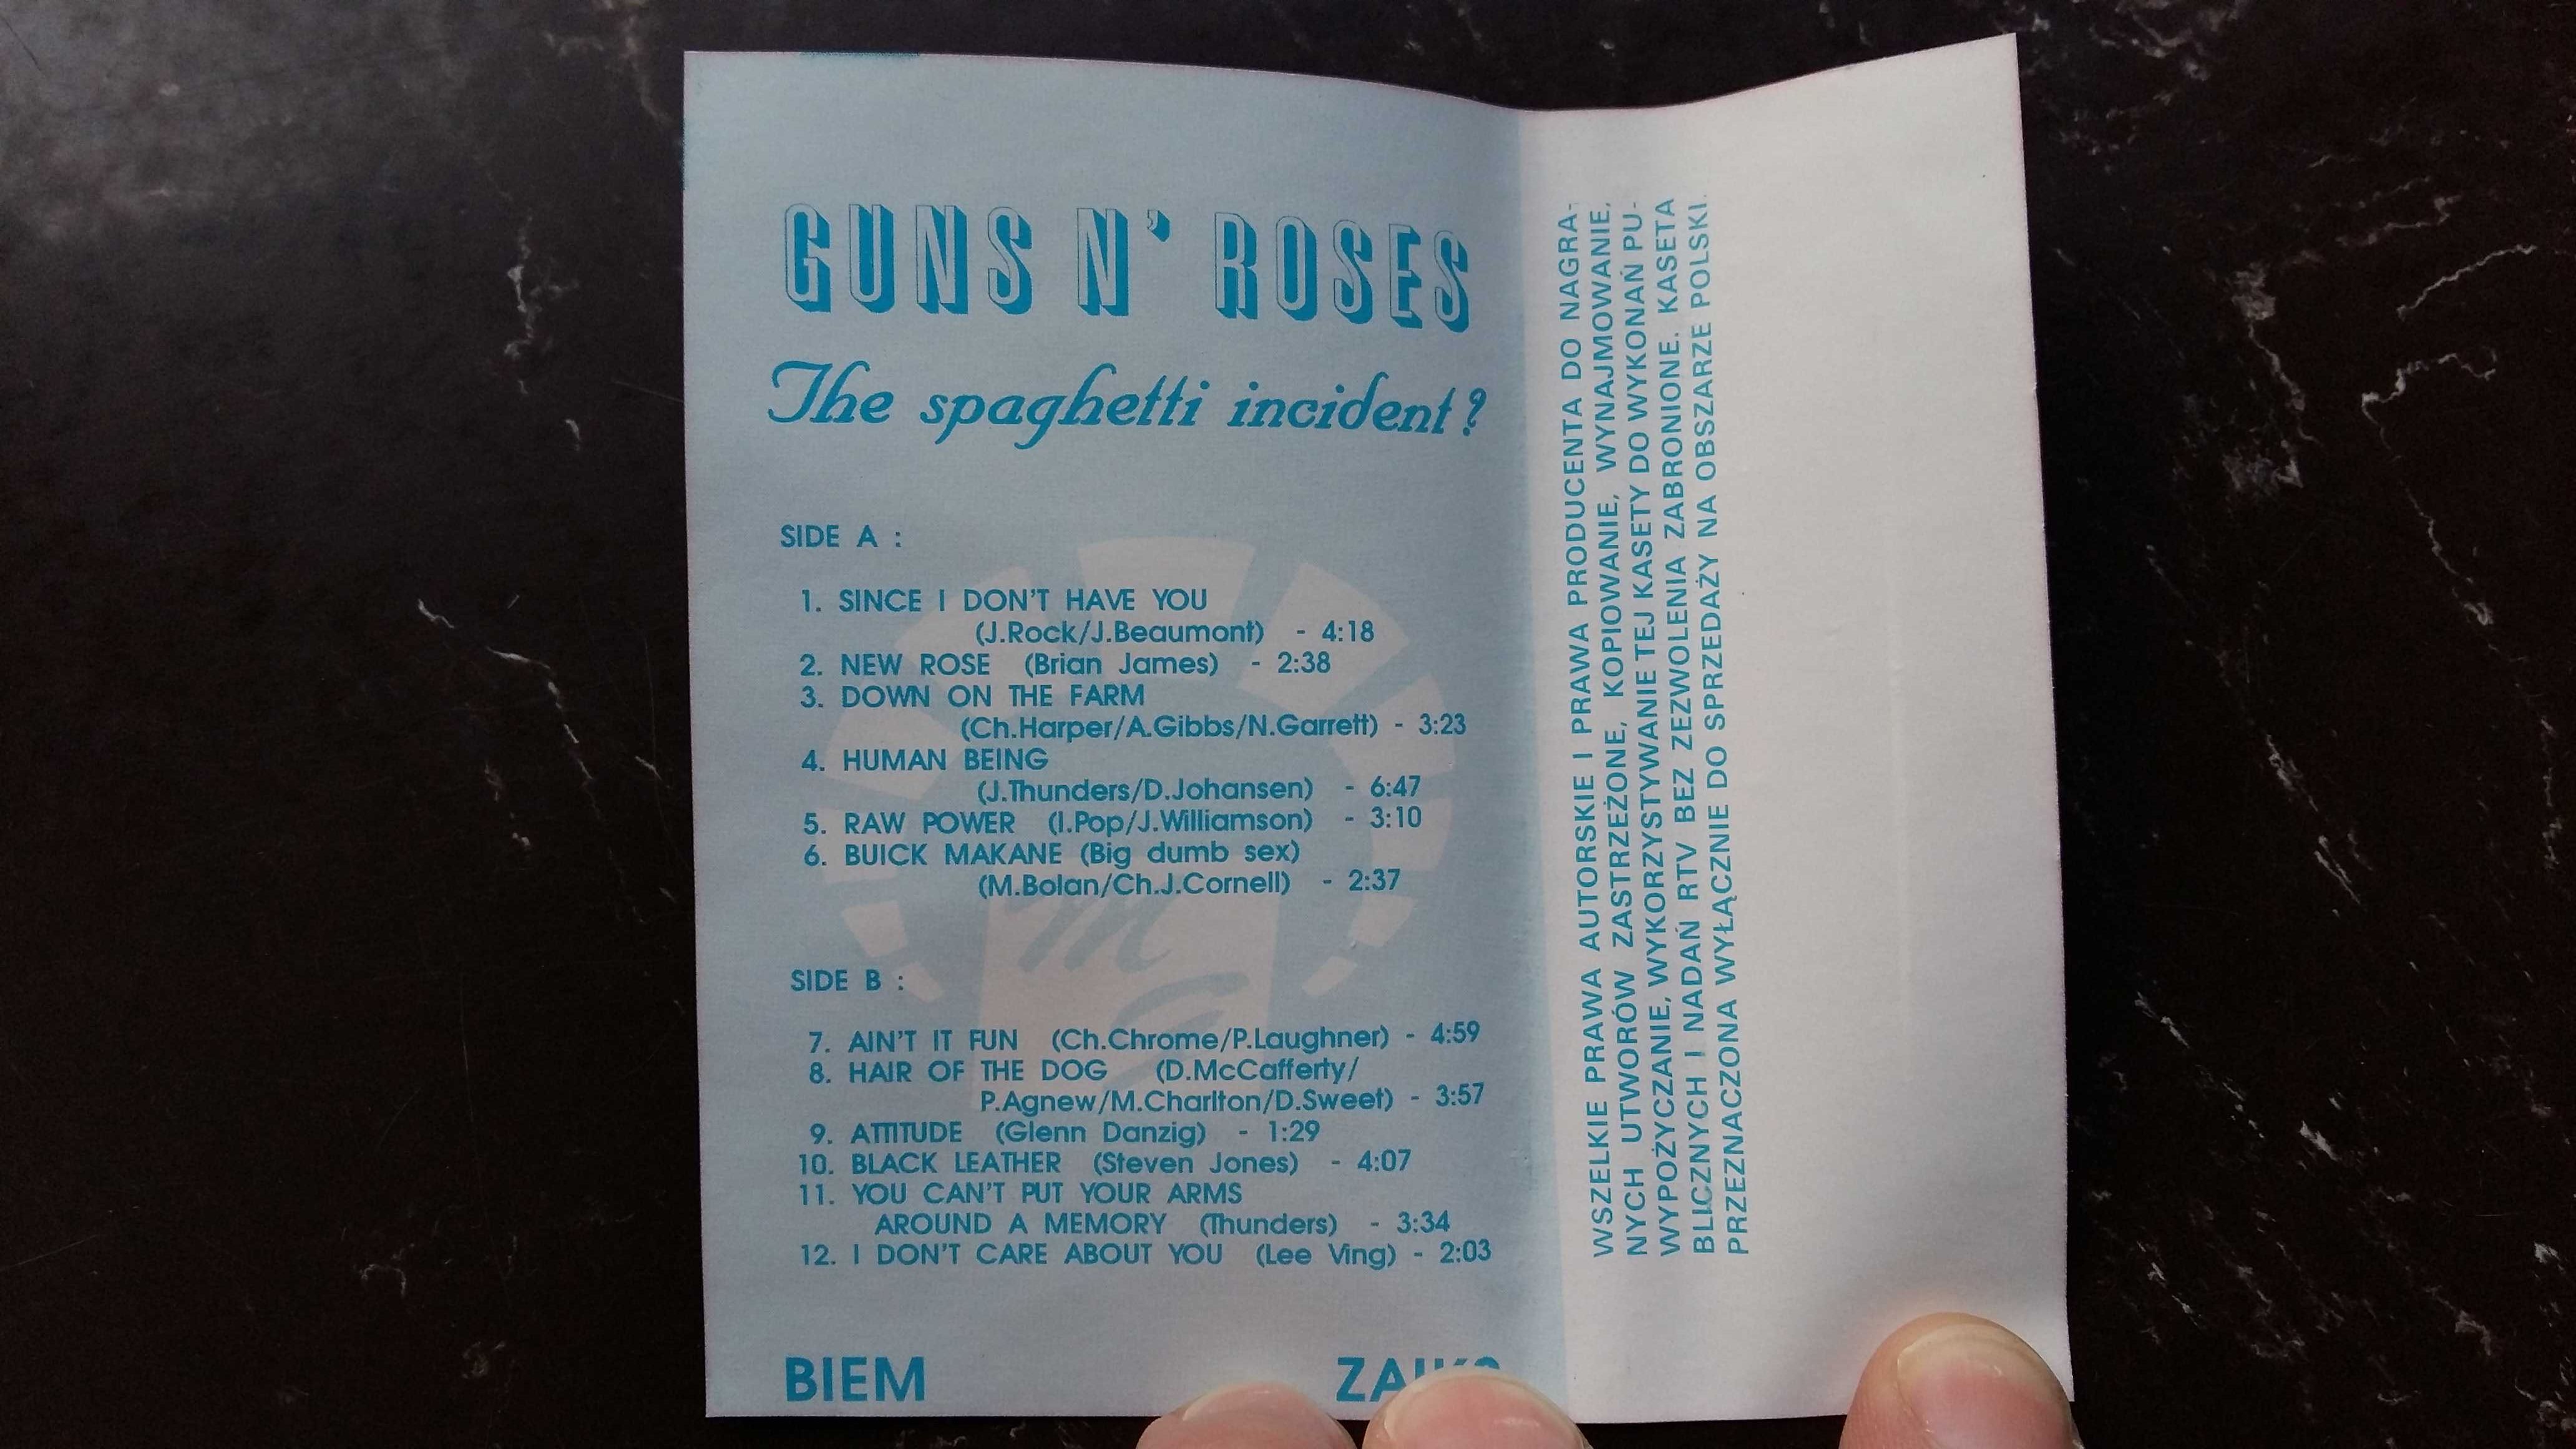 GUNS N' ROSES
The spaghetti incident?
SIDE A :
1. SINCE I DON'T HAVE YOU
(J.Rock/J.Beaumont) - 4:18
2. NEW ROSE (Brian James) - 2:38
3. DOWN ON THE FARM
(Ch.Harper/A.Gibbs/N.Garrett) - 3:23
4. HUMAN BEING
(J.Thunders/D.Johansen) - 6:47
5. RAW POWER (I.Pop/J.Williamson) - 3:10
6. BUICK MAKANE (Big dumb sex)
(M.Bolan/Ch.J.Cornell) - 2:37
SIDE B :
7. AIN'T IT FUN (Ch.Chrome/P.Laughner) - 4:59
8. HAIR OF THE DOG (D.McCafferty/
P.Agnew/M.Charlton/D.Sweet) - 3:57
9. ATTITUDE (Glenn Danzig) - 1:29
10. BLACK LEATHER (Steven Jones) - 4:07
11. YOU CAN'T PUT YOUR ARMS
AROUND A MEMORY (Thunders) - 3:34
12. I DON'T CARE ABOUT YOU (Lee Ving) - 2:03
BIEM
WSZELKIE PRAWA AUTORSKIE I PRAWA PRODUCENTA DO NAGRA-
NYCH UTWORÓW ZASTRZEŻONE, KOPIOWANIE, WYNAJMOWANIE,
WYPOŻYCZANIE, WYKORZYSTYWANIE TEJ KASETY DO WYKONAŃ PU-
BLICZNYCH I NADAŃ RTV BEZ ZEZWOLENIA ZABRONIONE. KASETA
PRZEZNACZONA WYŁĄCZNIE DO SPRZEDAŻY NA OBSZARZE POLSKI.